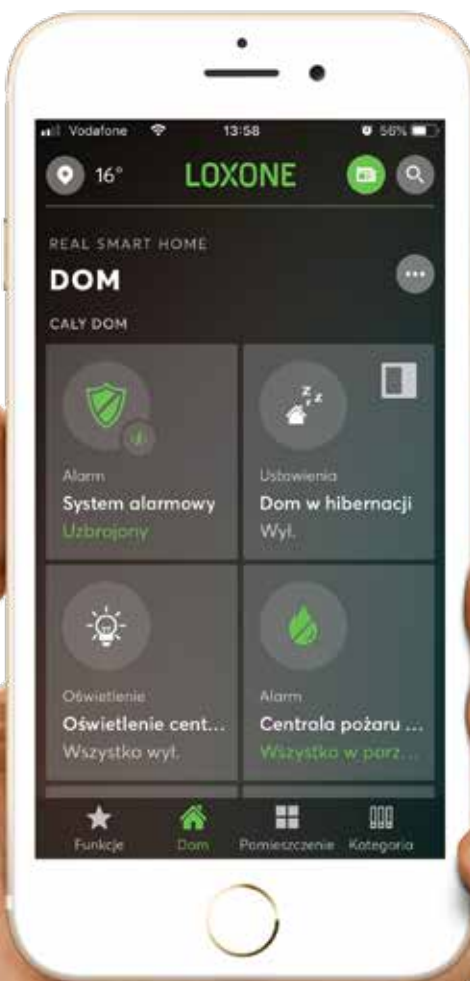 Vodafone 13:58 56%
16° LOXONE
REAL SMART HOME
DOM
CAŁY DOM
Alarm
System alarmowy
Uzbrojony
Ustawienia
Dom w hibernacji
Wył.
Oświetlenie
Oświetlenie cent...
Wszystko wył.
Alarm
Centrala pożaru ...
Wszystko w porz...
Funkcje Dom Pomieszczenie Kategoria